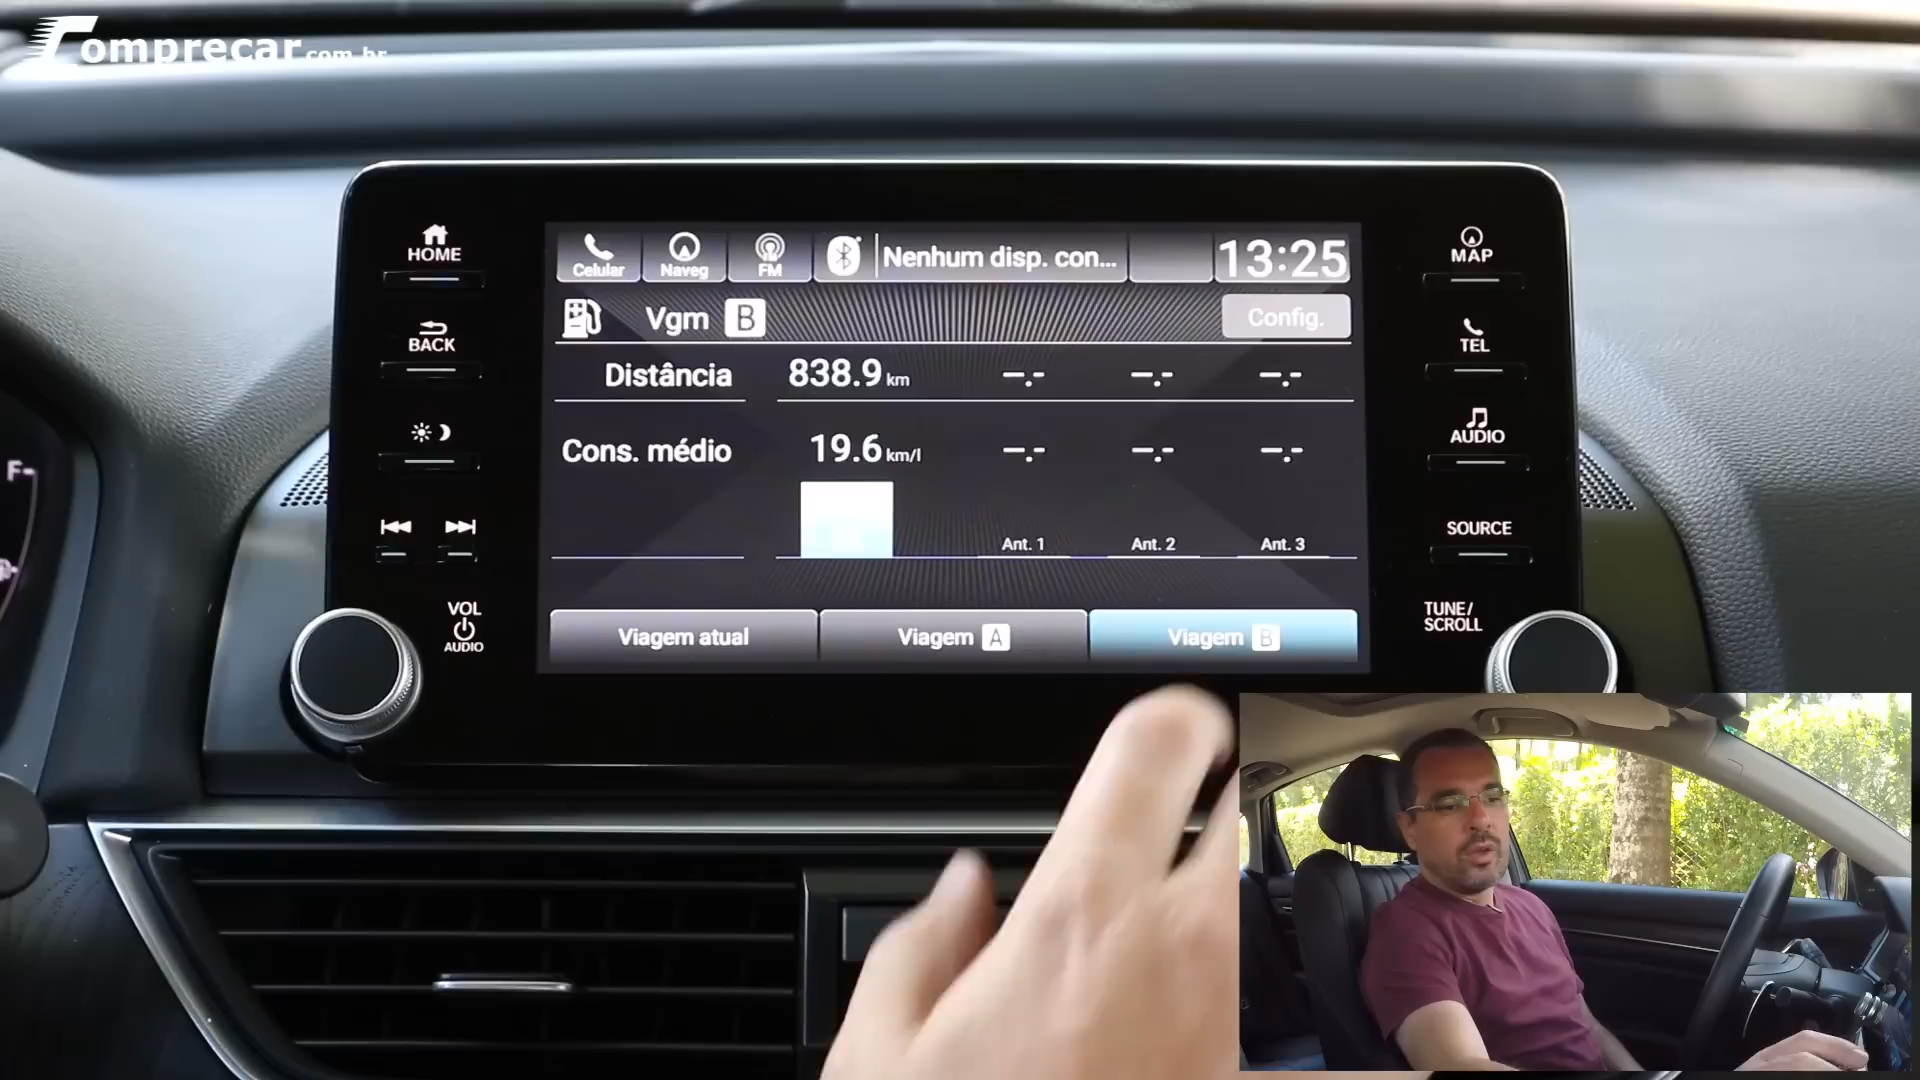 Comprecar.com.br
HOME
BACK
VOL
AUDIO
F
Celular
Naveg
FM
Nenhum disp. con...
13:25
Vgm B
Config.
Distância 838.9 km --.- --.- --.-
Cons. médio 19.6 km/l --.- --.- --.-
Ant. 1 Ant. 2 Ant. 3
Viagem atual
Viagem A
Viagem B
MAP
TEL
AUDIO
SOURCE
TUNE/
SCROLL